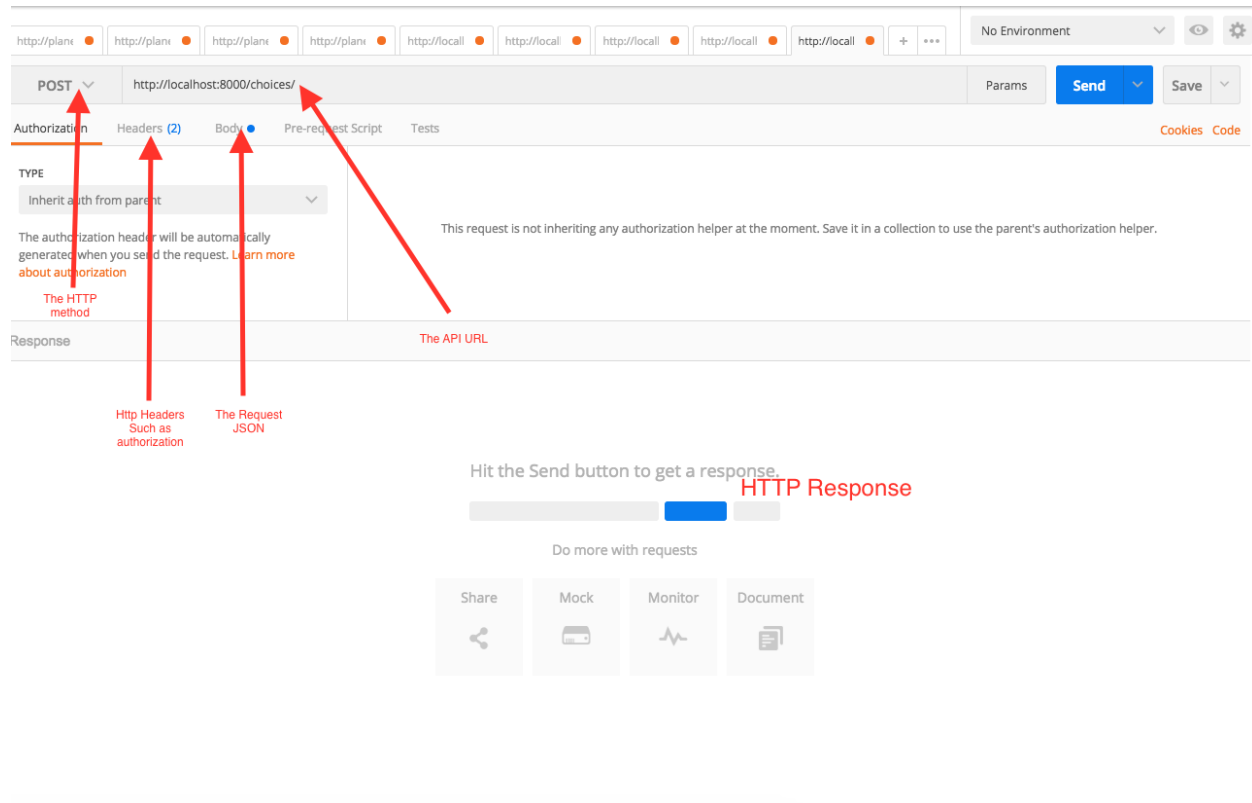 http://plane
http://plane
http://plane
http://plane
http://locall
http://locall
http://locall
http://locall
http://locall
+
No Environment
POST
http://localhost:8000/choices/
Params
Send
Save
Authorization
Headers (2)
Body
Pre-request Script
Tests
Cookies
Code
TYPE
Inherit auth from parent
The authorization header will be automatically
generated when you send the request. Learn more
about authorization
This request is not inheriting any authorization helper at the moment. Save it in a collection to use the parent's authorization helper.
The HTTP
method
The API URL
Response
Http Headers
Such as
authorization
The Request
JSON
Hit the Send button to get a response.
HTTP Response
Do more with requests
Share
Mock
Monitor
Document